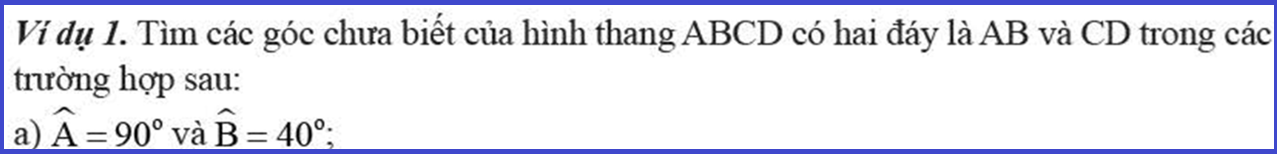 Ví dụ 1. Tìm các góc chưa biết của hình thang ABCD có hai đáy là AB và CD trong các
trường hợp sau:
a) Â = 90° và B̂ = 40°;